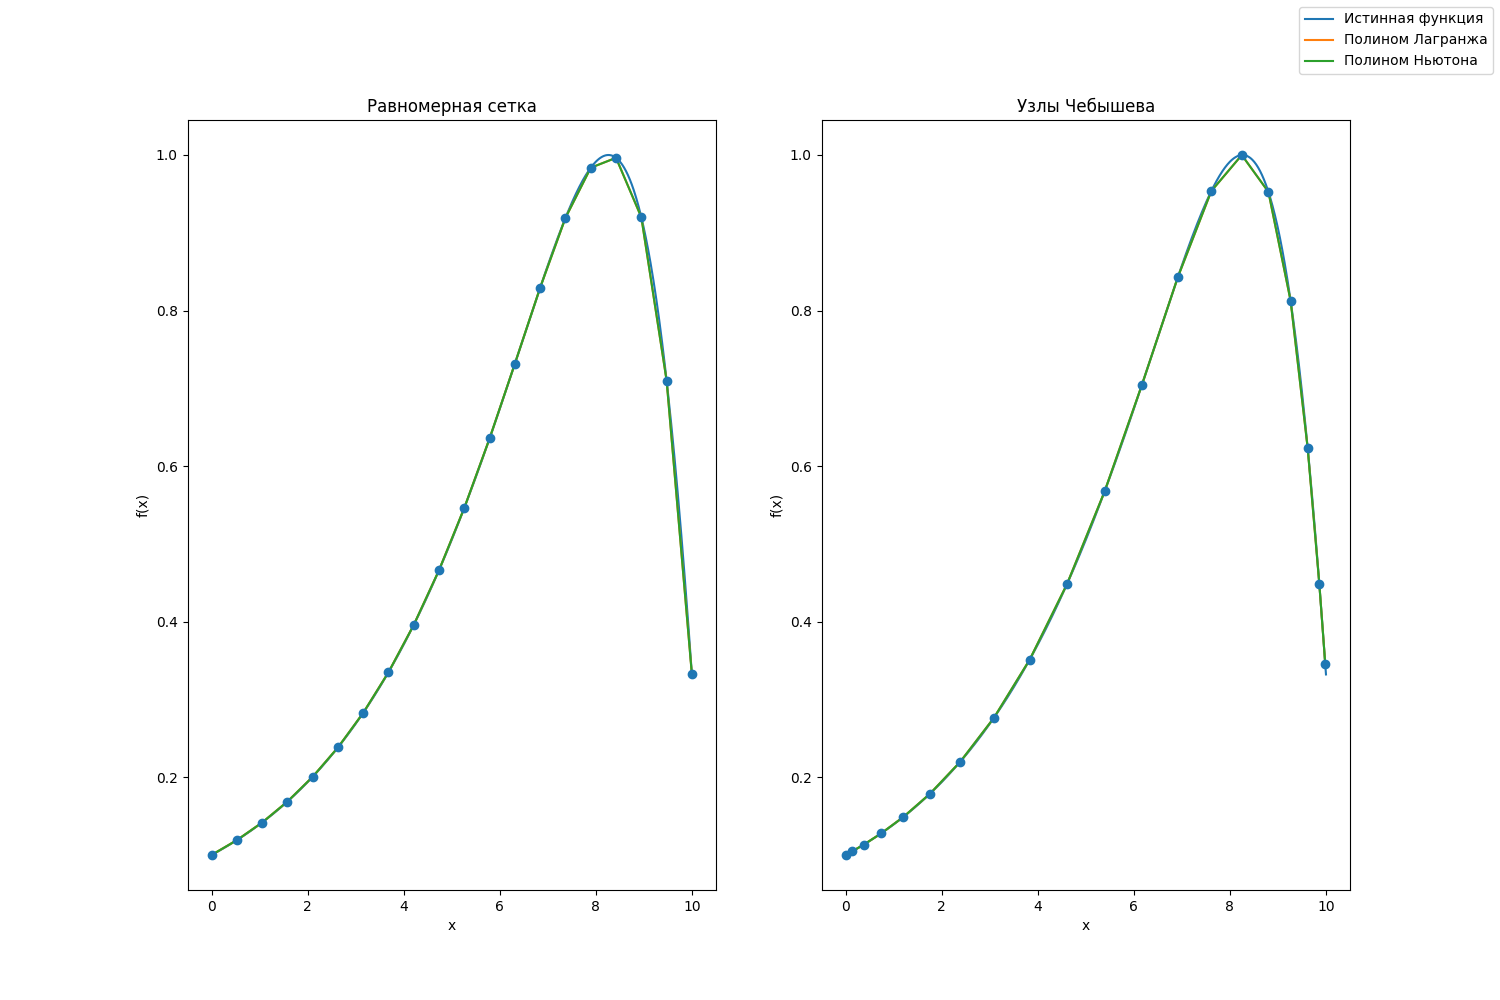 Истинная функция
Полином Лагранжа
Полином Ньютона
Равномерная сетка
1.0
0.8
0.6
0.4
0.2
f(x)
0 2 4 6 8 10
x
Узлы Чебышева
1.0
0.8
0.6
0.4
0.2
f(x)
0 2 4 6 8 10
x